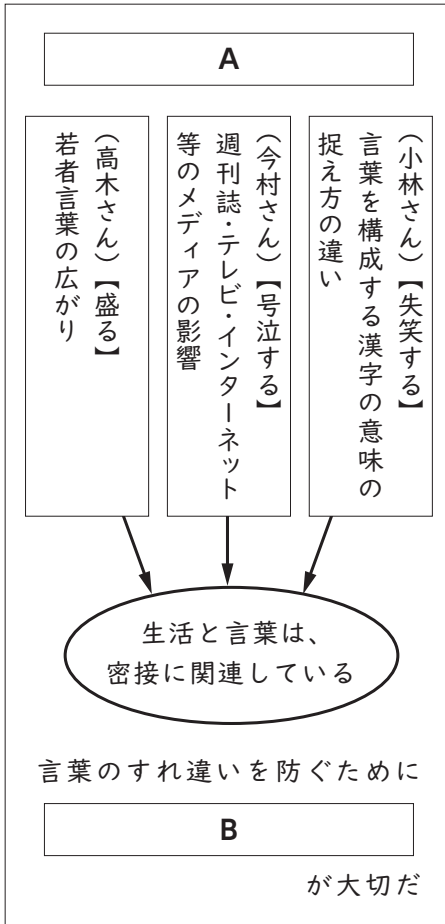 A
(小林さん)【失笑する】
言葉を構成する漢字の意味の
捉え方の違い
(今村さん)【号泣する】
週刊誌・テレビ・インターネット
等のメディアの影響
(高木さん)【盛る】
若者言葉の広がり
生活と言葉は、
密接に関連している
言葉のすれ違いを防ぐために
B
が大切だ